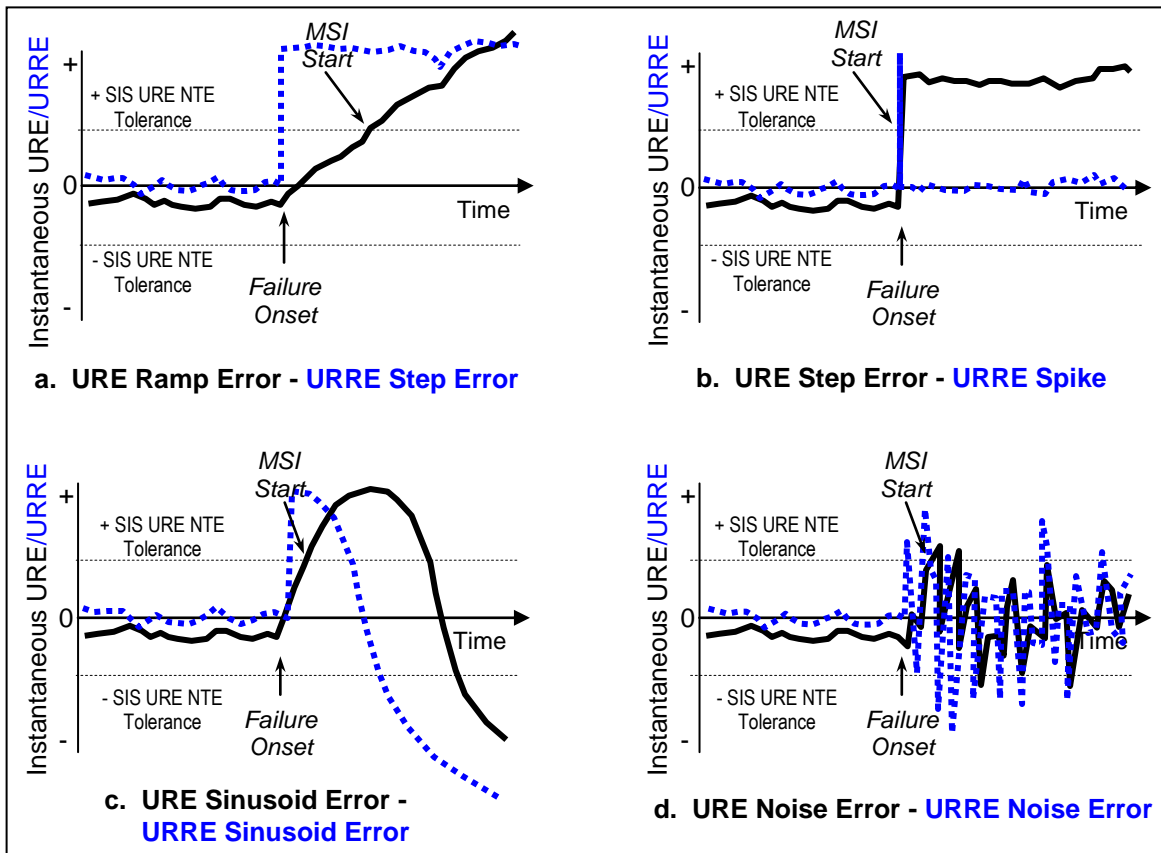 Instantaneous URE/URRE
+
0
-
+ SIS URE NTE
Tolerance
- SIS URE NTE
Tolerance
MSI
Start
Time
Failure
Onset
a. URE Ramp Error - URRE Step Error
Instantaneous URE/URRE
+
0
-
+ SIS URE NTE
Tolerance
- SIS URE NTE
Tolerance
MSI
Start
Time
Failure
Onset
b. URE Step Error - URRE Spike
Instantaneous URE/URRE
+
0
-
+ SIS URE NTE
Tolerance
- SIS URE NTE
Tolerance
MSI
Start
Time
Failure
Onset
c. URE Sinusoid Error -
URRE Sinusoid Error
Instantaneous URE/URRE
+
0
-
+ SIS URE NTE
Tolerance
- SIS URE NTE
Tolerance
MSI
Start
Time
Failure
Onset
d. URE Noise Error - URRE Noise Error